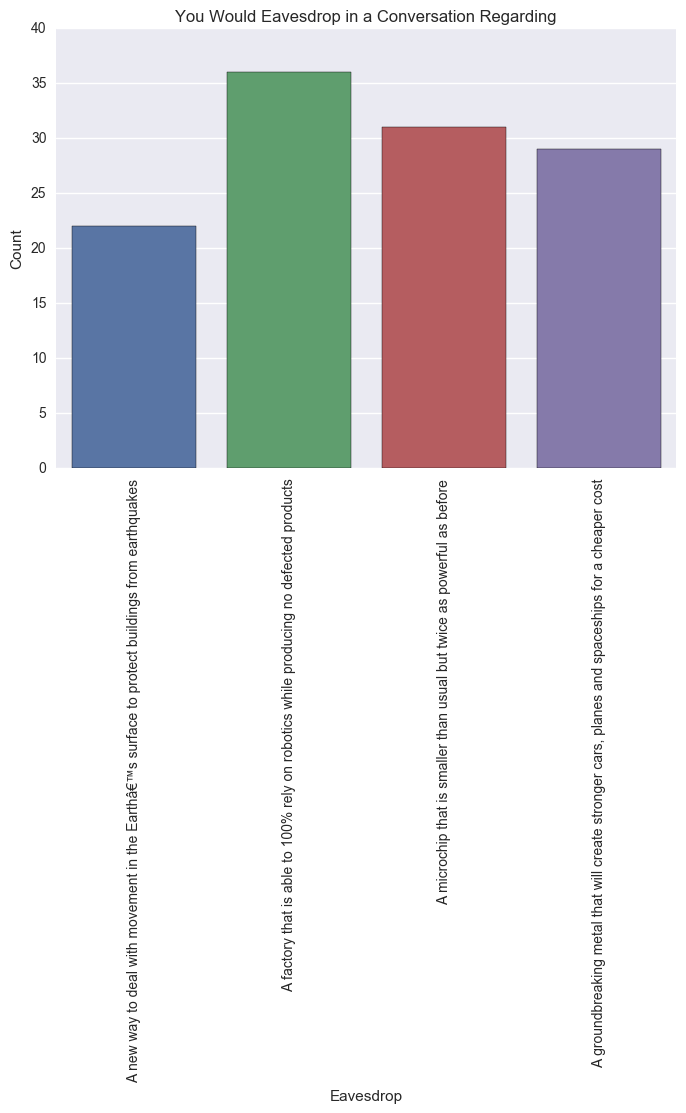 You Would Eavesdrop in a Conversation Regarding
40
35
30
25
20
15
10
5
0
Count
A new way to deal with movement in the Earthâ€™s surface to protect buildings from earthquakes
A factory that is able to 100% rely on robotics while producing no defected products
A microchip that is smaller than usual but twice as powerful as before
A groundbreaking metal that will create stronger cars, planes and spaceships for a cheaper cost
Eavesdrop